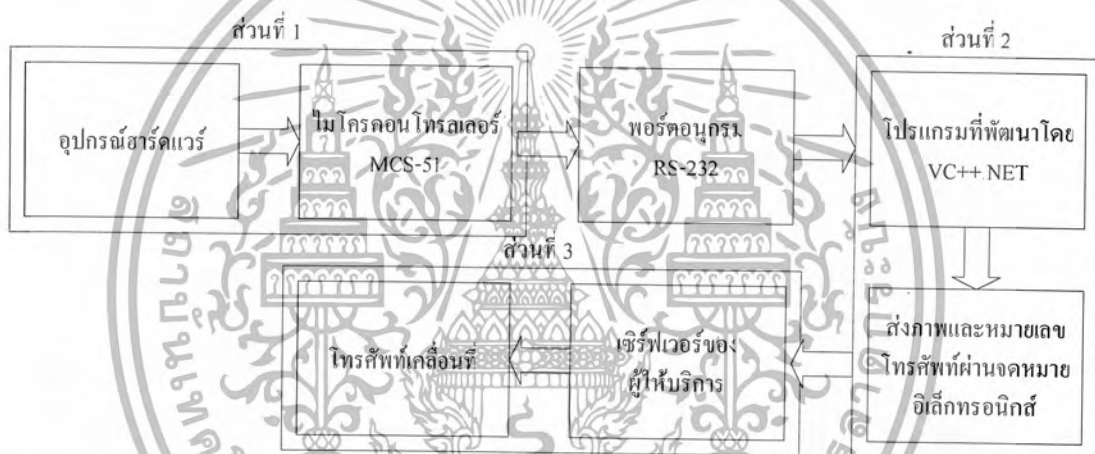 ส่วนที่ 1
อุปกรณ์ฮาร์ดแวร์
ไมโครคอนโทรลเลอร์
MCS-51
พอร์ตอนุกรม
RS-232
ส่วนที่ 2
โปรแกรมที่พัฒนาโดย
VC++.NET
ส่งภาพและหมายเลข
โทรศัพท์ผ่านจดหมาย
อิเล็กทรอนิกส์
ส่วนที่ 3
เซิร์ฟเวอร์ของ
ผู้ให้บริการ
โทรศัพท์เคลื่อนที่